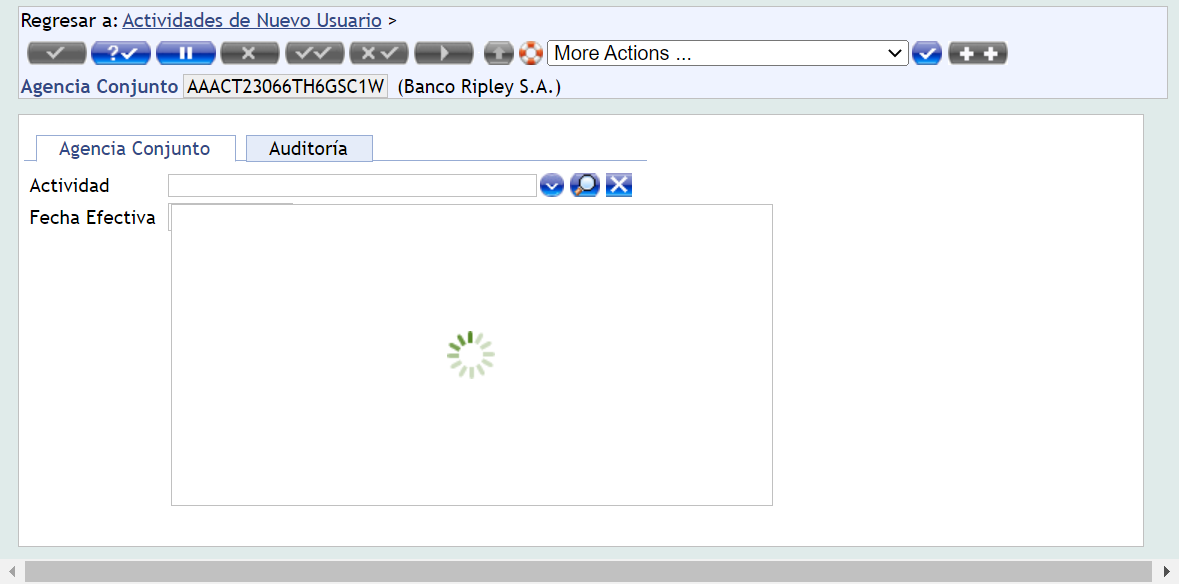 Regresar a: Actividades de Nuevo Usuario >
More Actions ...
Agencia Conjunto AAACT23066TH6GSC1W (Banco Ripley S.A.)
Agencia Conjunto Auditoría
Actividad
Fecha Efectiva